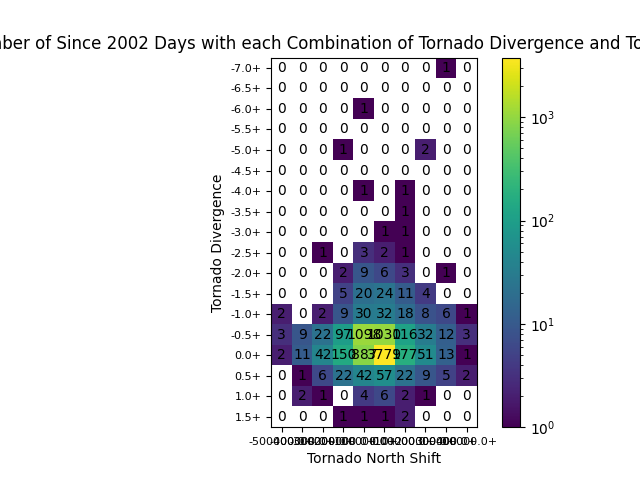 ber of Since 2002 Days with each Combination of Tornado Divergence and To
-7.0+ 0 0 0 0 0 0 0 0 1 0
-6.5+ 0 0 0 0 0 0 0 0 0 0
-6.0+ 0 0 0 0 1 0 0 0 0 0
-5.5+ 0 0 0 0 0 0 0 0 0 0
-5.0+ 0 0 0 1 0 0 0 2 0 0
-4.5+ 0 0 0 0 0 0 0 0 0 0
-4.0+ 0 0 0 0 1 0 1 0 0 0
-3.5+ 0 0 0 0 0 0 1 0 0 0
-3.0+ 0 0 0 0 0 1 1 0 0 0
-2.5+ 0 0 1 0 3 2 1 0 0 0
-2.0+ 0 0 0 2 9 6 3 0 1 0
-1.5+ 0 0 0 5 20 24 11 4 0 0
-1.0+ 2 0 2 9 30 32 18 8 6 1
-0.5+ 3 9 22 97 116 32 12 3
0.0+ 2 11 42 150 51 13 1
0.5+ 0 1 6 22 42 57 22 9 5 2
1.0+ 0 2 1 0 4 6 2 1 0 0
1.5+ 0 0 0 1 1 1 2 0 0 0
Tornado North Shift
Tornado Divergence
10³
10²
10¹
10⁰